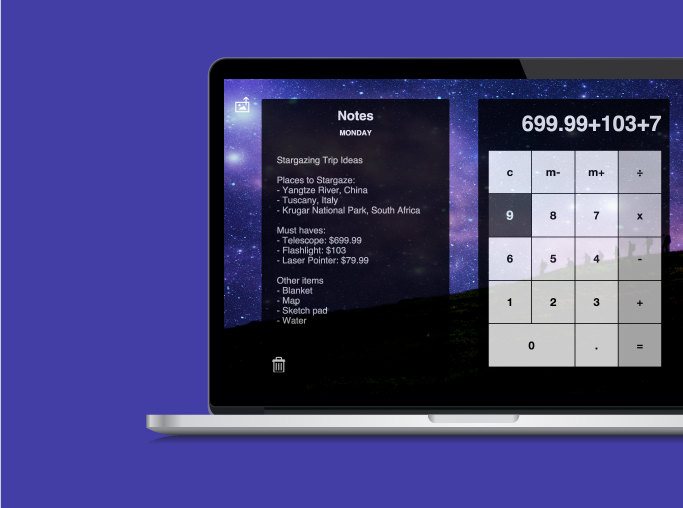 Notes
MONDAY
Stargazing Trip Ideas
Places to Stargaze:
- Yangtze River, China
- Tuscany, Italy
- Krugar National Park, South Africa
Must haves:
- Telescope: $699.99
- Flashlight: $103
- Laser Pointer: $79.99
Other items
- Blanket
- Map
- Sketch pad
- Water
699.99+103+7
c m- m+ ÷
9 8 7 x
6 5 4 -
1 2 3 +
0 . =